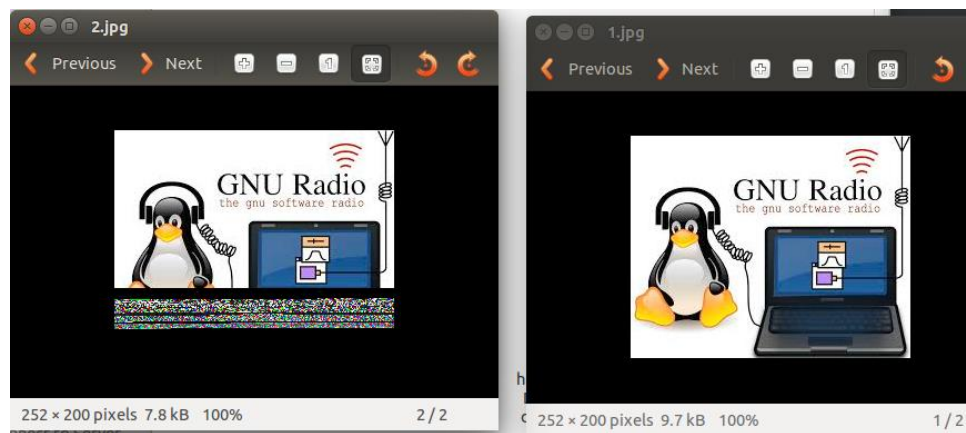 2.jpg
Previous
Next
GNU Radio
the gnu software radio
252 × 200 pixels 7.8 kB 100%
2 / 2
1.jpg
Previous
Next
GNU Radio
the gnu software radio
252 × 200 pixels 9.7 kB 100%
1 / 2